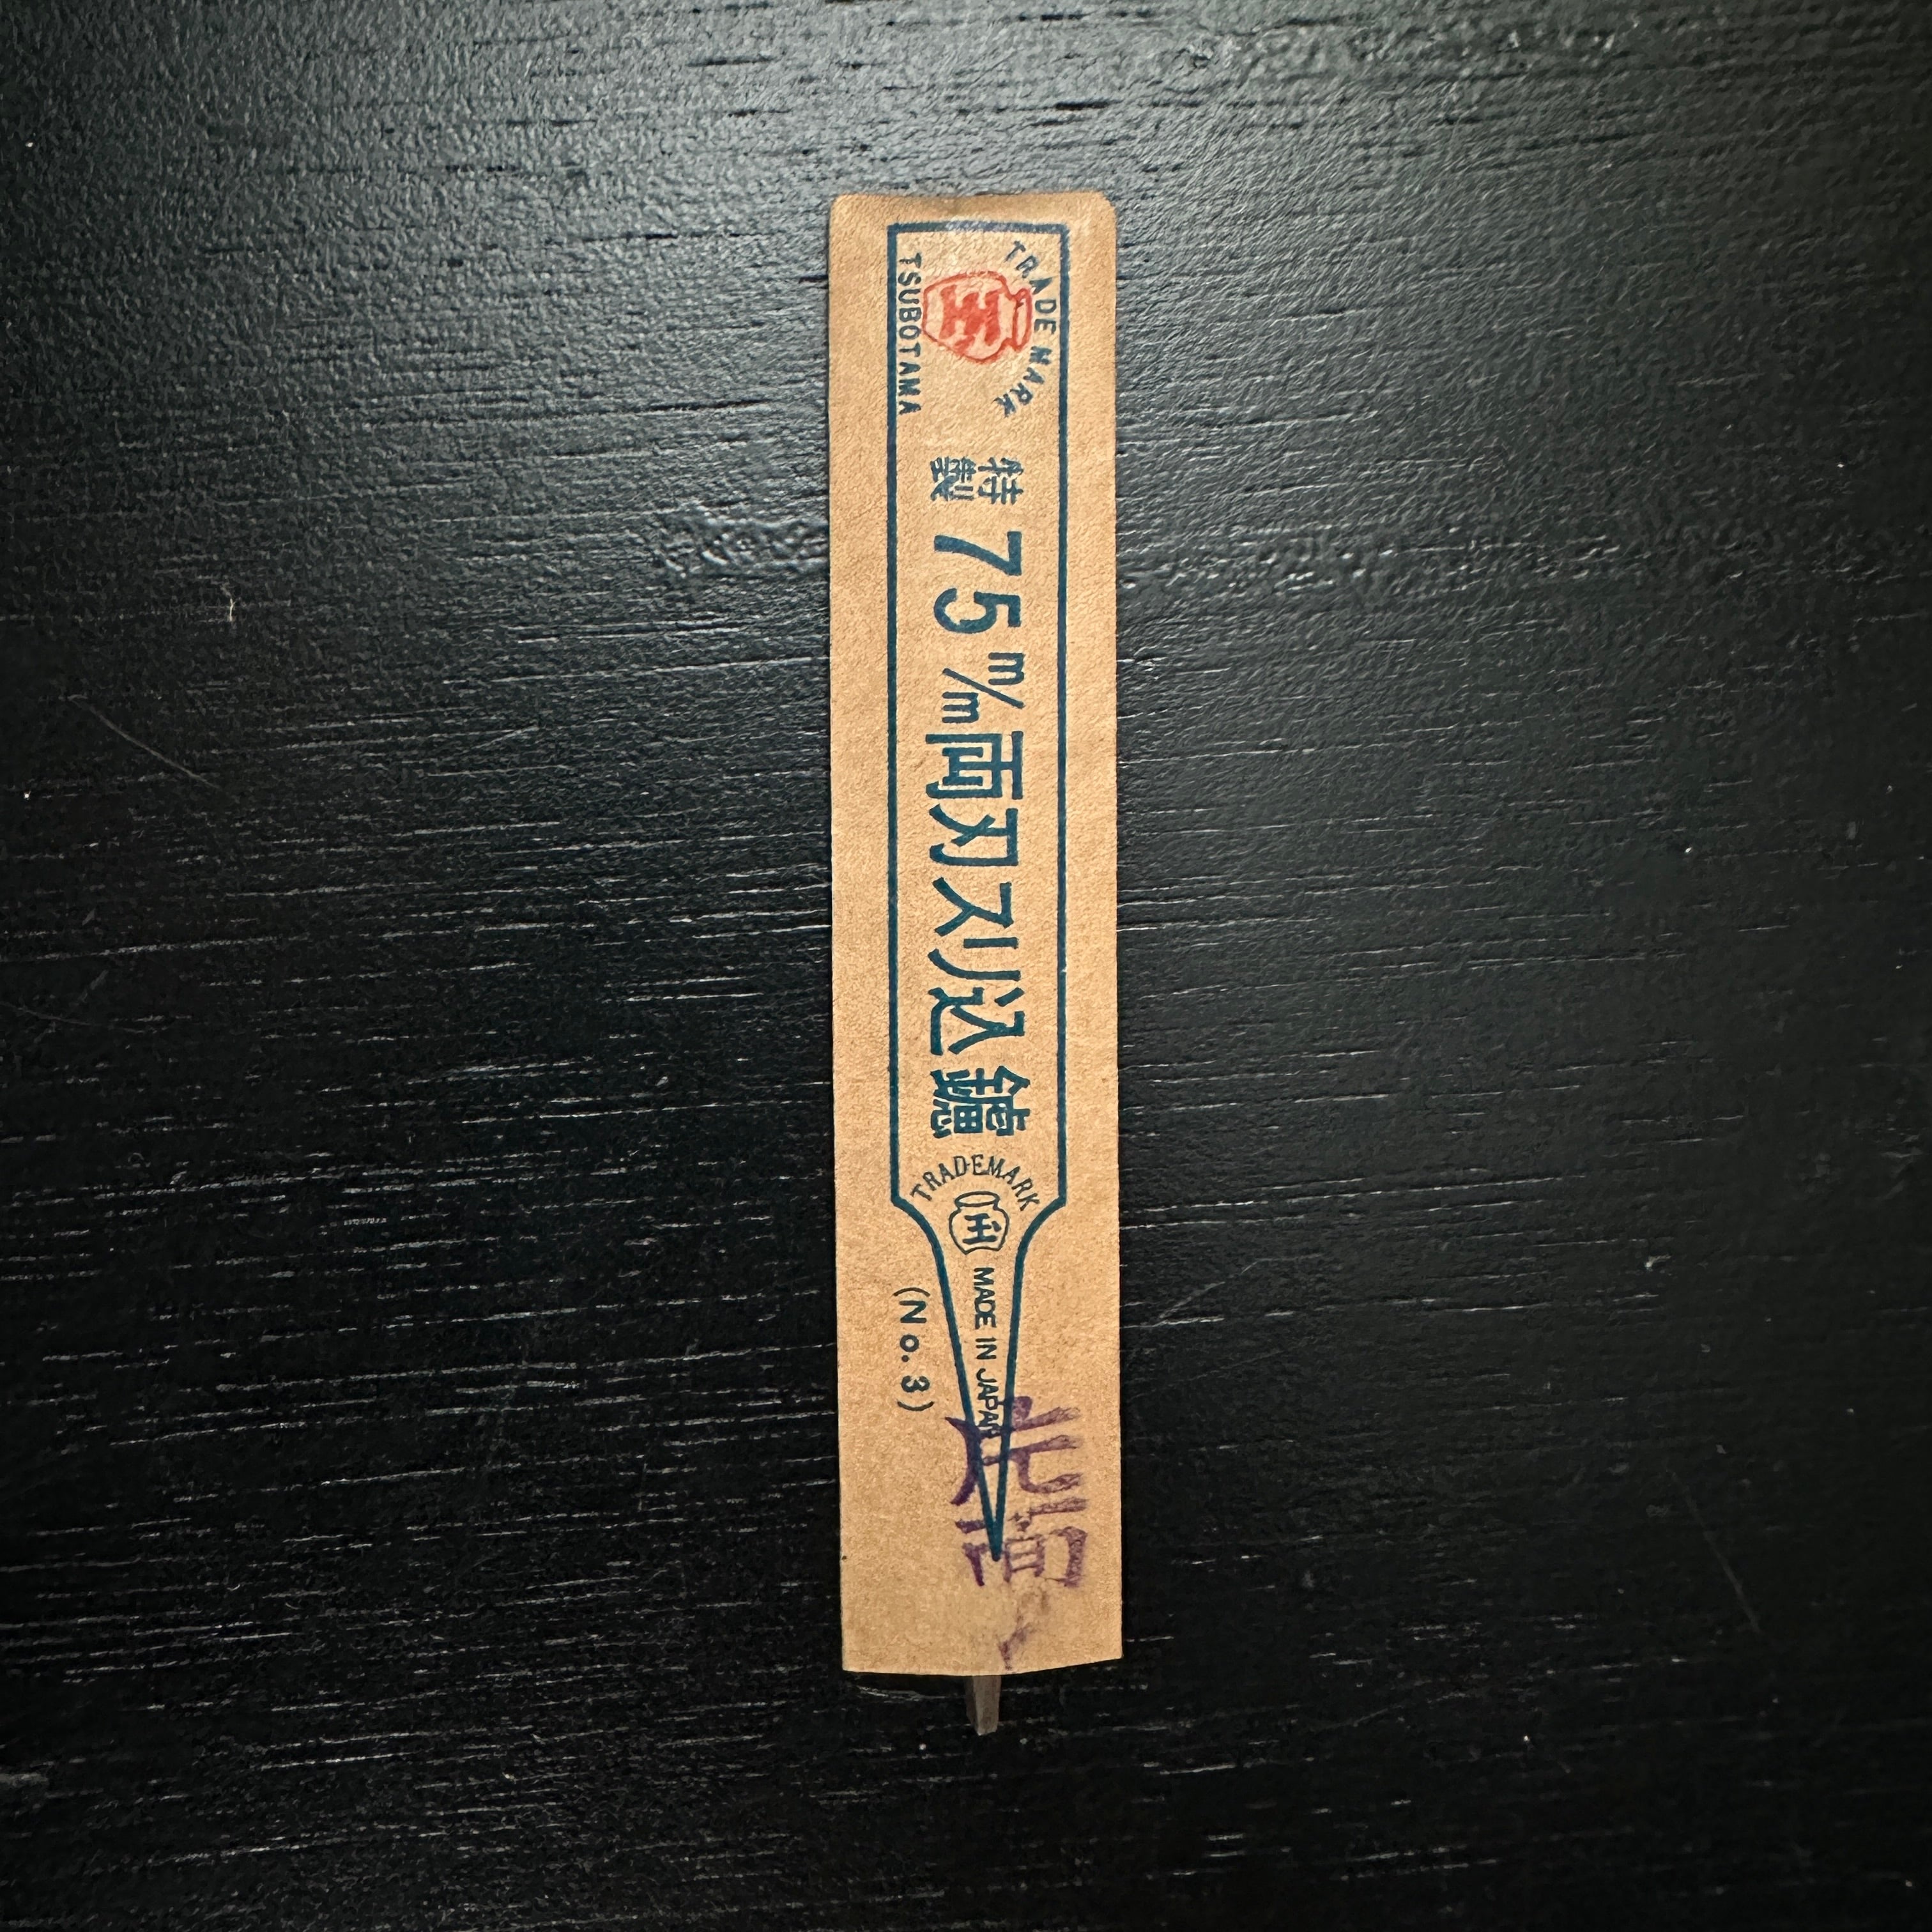 TRADE MARK
TSUBOTAMA
特製
75m/m両刃スリ込鑢
TRADEMARK
MADE IN JAPAN
(No.3)